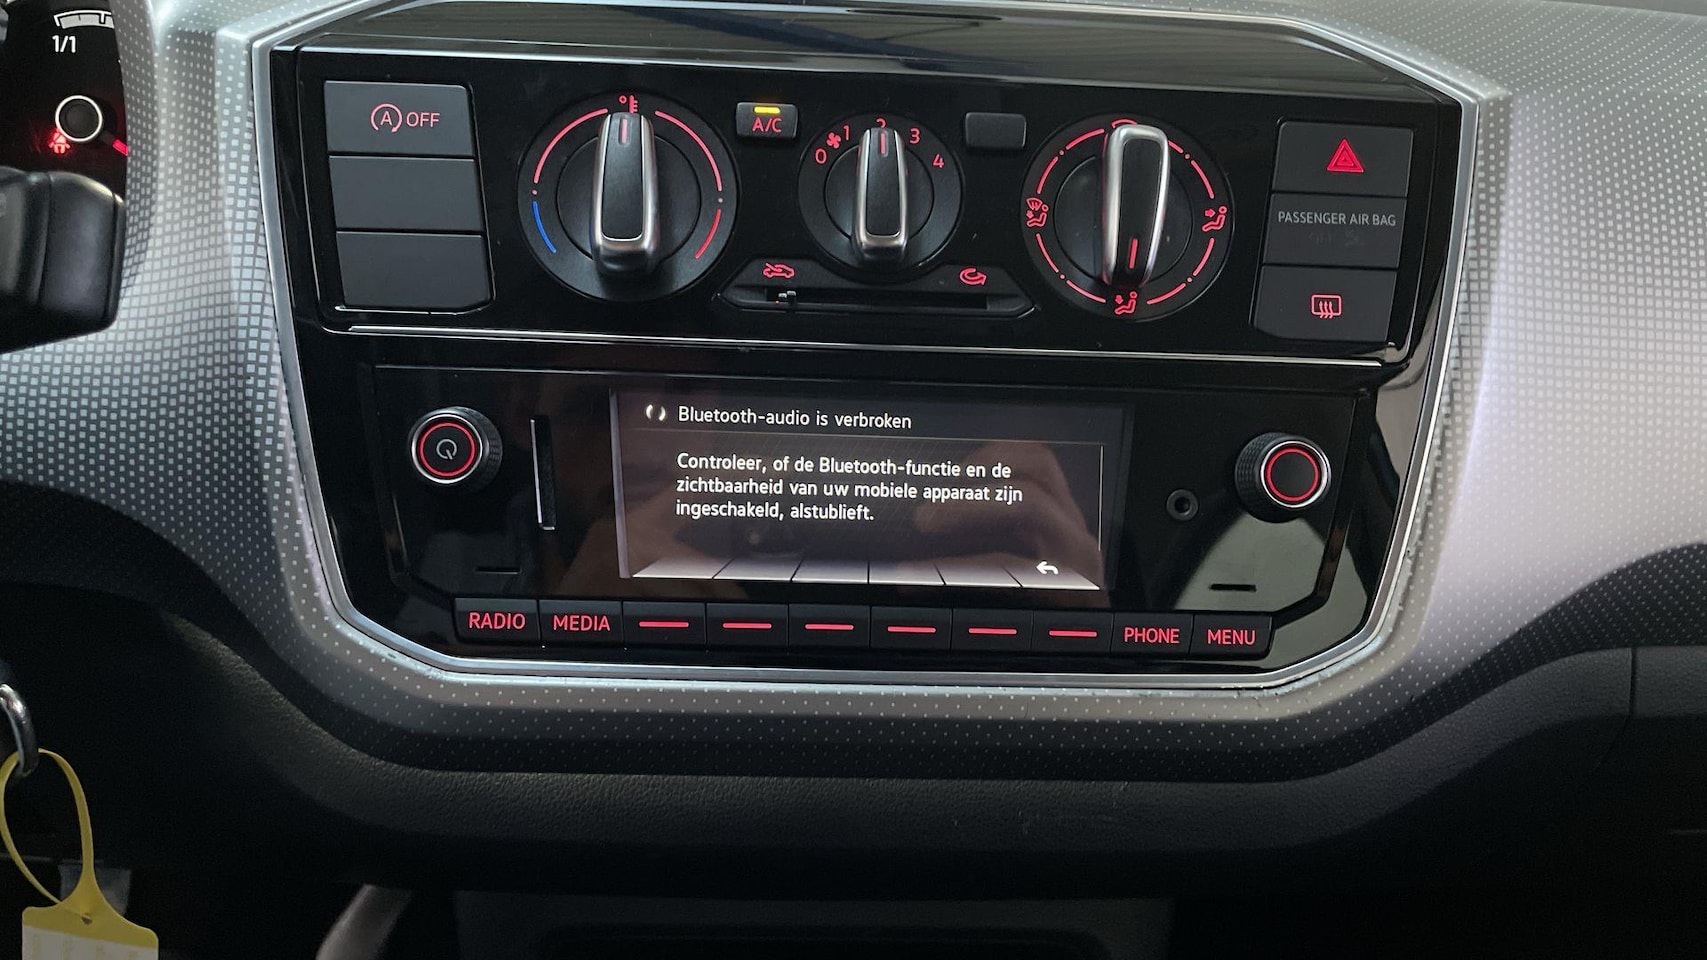 1/1
A OFF
A/C
0 1 2 3 4
PASSENGER AIR BAG
Bluetooth-audio is verbroken
Controleer, of de Bluetooth-functie en de
zichtbaarheid van uw mobiele apparaat zijn
ingeschakeld, alstublieft.
RADIO MEDIA PHONE MENU